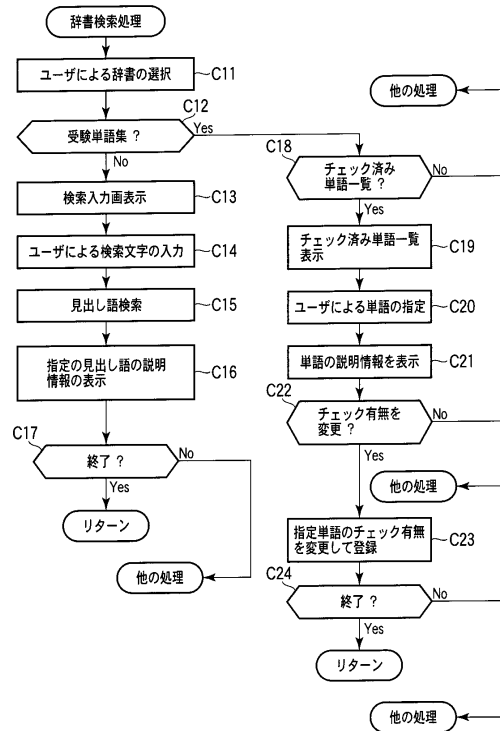 辞書検索処理
ユーザによる辞書の選択
C11
C12
受験単語集 ?
Yes
No
検索入力画表示
C13
ユーザによる検索文字の入力
C14
見出し語検索
C15
指定の見出し語の説明
情報の表示
C16
C17
終了 ?
No
Yes
リターン
他の処理
他の処理
C18
チェック済み
単語一覧 ?
No
Yes
チェック済み単語一覧
表示
C19
ユーザによる単語の指定
C20
単語の説明情報を表示
C21
C22
チェック有無を
変更 ?
No
Yes
他の処理
指定単語のチェック有無
を変更して登録
C23
C24
終了 ?
No
Yes
リターン
他の処理